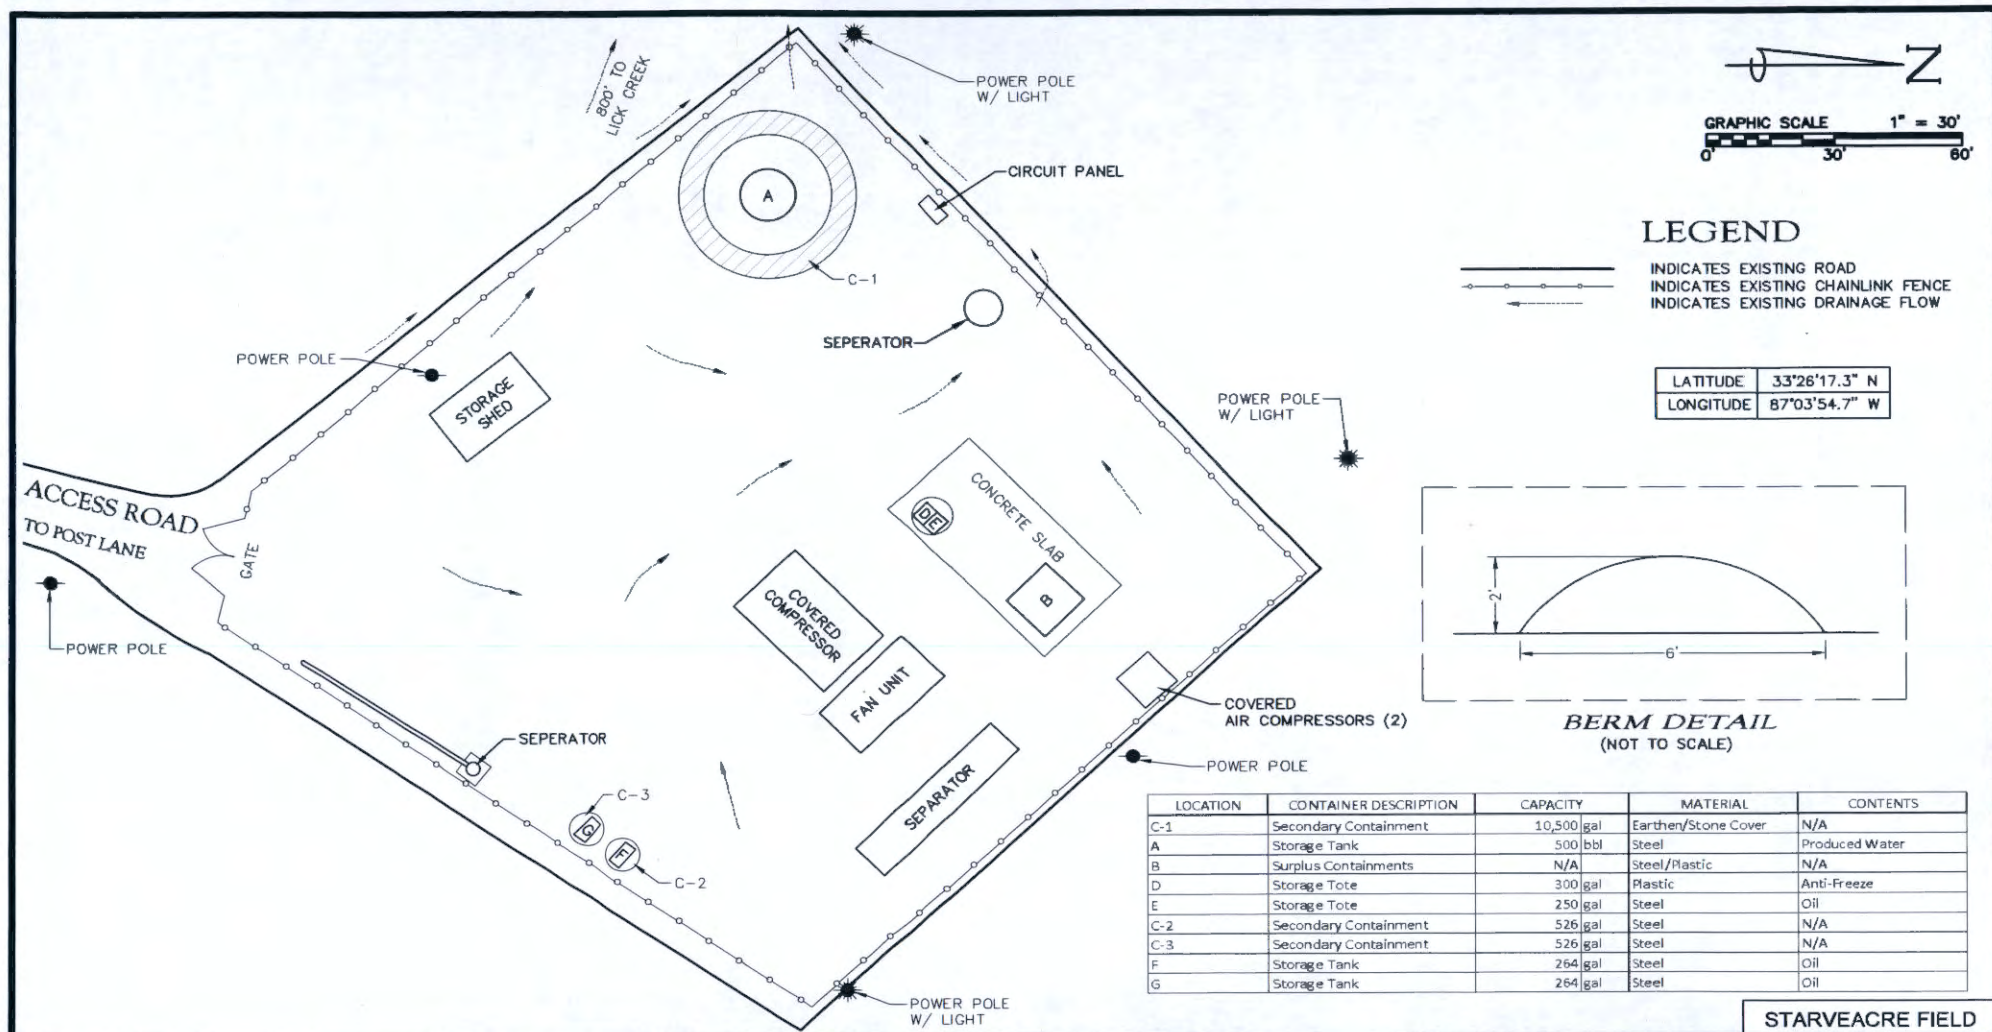 800' TO
LICK CREEK
POWER POLE
W/ LIGHT
N
GRAPHIC SCALE 1" = 30'
0' 30' 60'
A
CIRCUIT PANEL
C-1
LEGEND
INDICATES EXISTING ROAD
INDICATES EXISTING CHAINLINK FENCE
INDICATES EXISTING DRAINAGE FLOW
SEPERATOR
POWER POLE
STORAGE
SHED
LATITUDE 33°26'17.3" N
LONGITUDE 87°03'54.7" W
POWER POLE
W/ LIGHT
ACCESS ROAD
TO POST LANE
GATE
CONCRETE SLAB
D E
B
COVERED
COMPRESSOR
FAN UNIT
POWER POLE
2'
6'
BERM DETAIL
(NOT TO SCALE)
COVERED
AIR COMPRESSORS (2)
SEPERATOR
POWER POLE
SEPARATOR
C-3
G
F
C-2
LOCATION CONTAINER DESCRIPTION CAPACITY MATERIAL CONTENTS
C-1 Secondary Containment 10,500 gal Earthen/Stone Cover N/A
A Storage Tank 500 bbl Steel Produced Water
B Surplus Containments N/A Steel/Plastic N/A
D Storage Tote 300 gal Plastic Anti-Freeze
E Storage Tote 250 gal Steel Oil
C-2 Secondary Containment 526 gal Steel N/A
C-3 Secondary Containment 526 gal Steel N/A
F Storage Tank 264 gal Steel Oil
G Storage Tank 264 gal Steel Oil
POWER POLE
W/ LIGHT
STARVEACRE FIELD